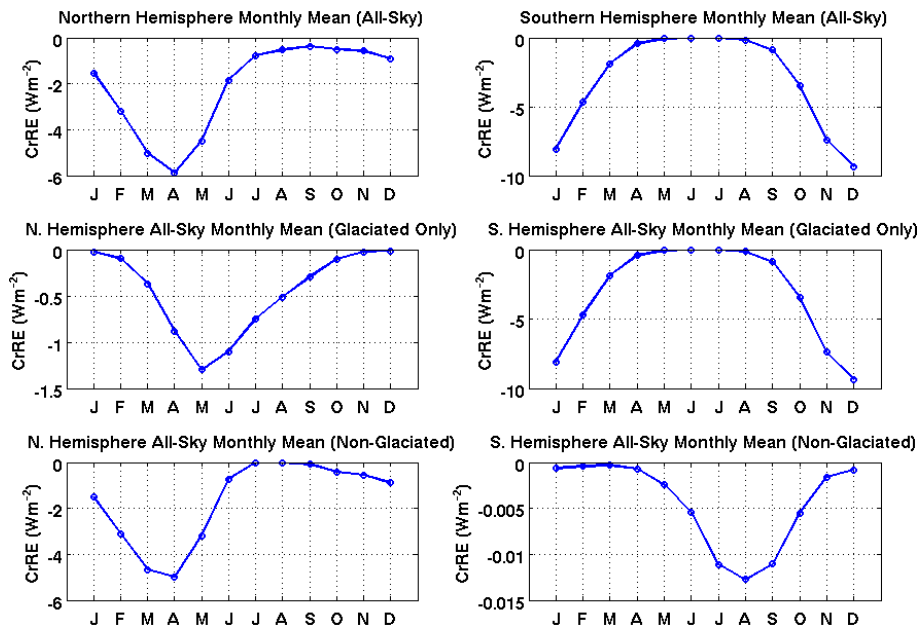 Northern Hemisphere Monthly Mean (All-Sky)
CrRE (Wm-2)
0
-2
-4
-6
J F M A M J J A S O N D
Southern Hemisphere Monthly Mean (All-Sky)
CrRE (Wm-2)
0
-5
-10
J F M A M J J A S O N D
N. Hemisphere All-Sky Monthly Mean (Glaciated Only)
CrRE (Wm-2)
0
-0.5
-1
-1.5
J F M A M J J A S O N D
S. Hemisphere All-Sky Monthly Mean (Glaciated Only)
CrRE (Wm-2)
0
-5
-10
J F M A M J J A S O N D
N. Hemisphere All-Sky Monthly Mean (Non-Glaciated)
CrRE (Wm-2)
0
-2
-4
-6
J F M A M J J A S O N D
S. Hemisphere All-Sky Monthly Mean (Non-Glaciated)
CrRE (Wm-2)
0
-0.005
-0.01
-0.015
J F M A M J J A S O N D